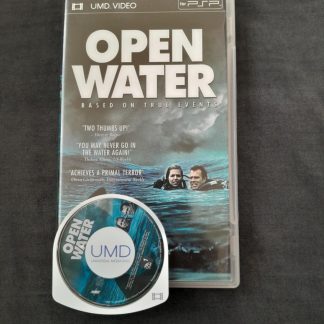 UMD VIDEO
PSP
OPEN
WATER
BASED ON TRUE EVENTS
"TWO THUMBS UP!"
"YOU MAY NEVER GO IN
THE WATER AGAIN!"
"ACHIEVES A PRIMAL TERROR"
OPEN
WATER
UMD